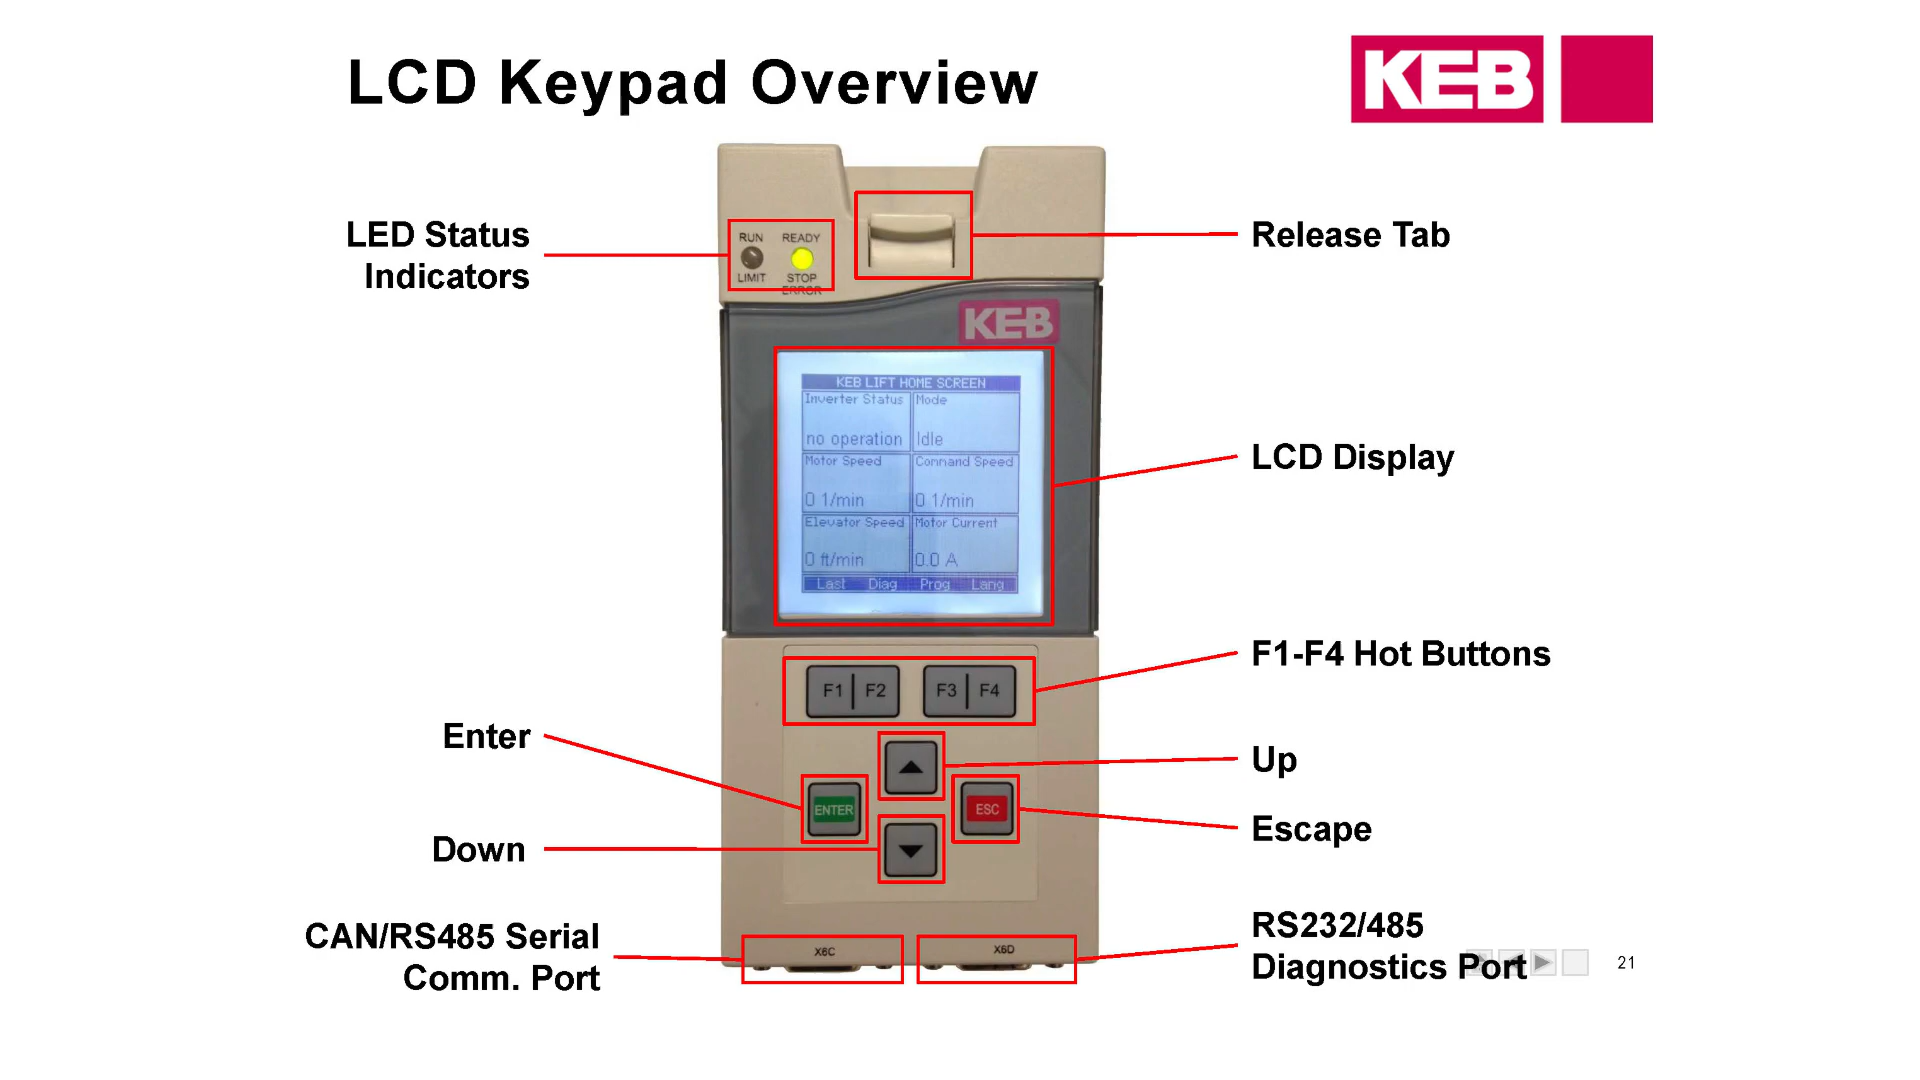 LCD Keypad Overview
KEB
LED Status
Indicators
RUN
READY
LIMIT
STOP
ERROR
Release Tab
KEB
KEB LIFT HOME SCREEN
Inverter Status
Mode
no operation
Idle
Motor Speed
Command Speed
0 1/min
0 1/min
Elevator Speed
Motor Current
0 ft/min
0.0 A
Last Diag Prog Lang
LCD Display
F1 F2 F3 F4
F1-F4 Hot Buttons
Enter
Up
ENTER
ESC
Down
Escape
CAN/RS485 Serial
Comm. Port
X6C
X6D
RS232/485
Diagnostics Port
21